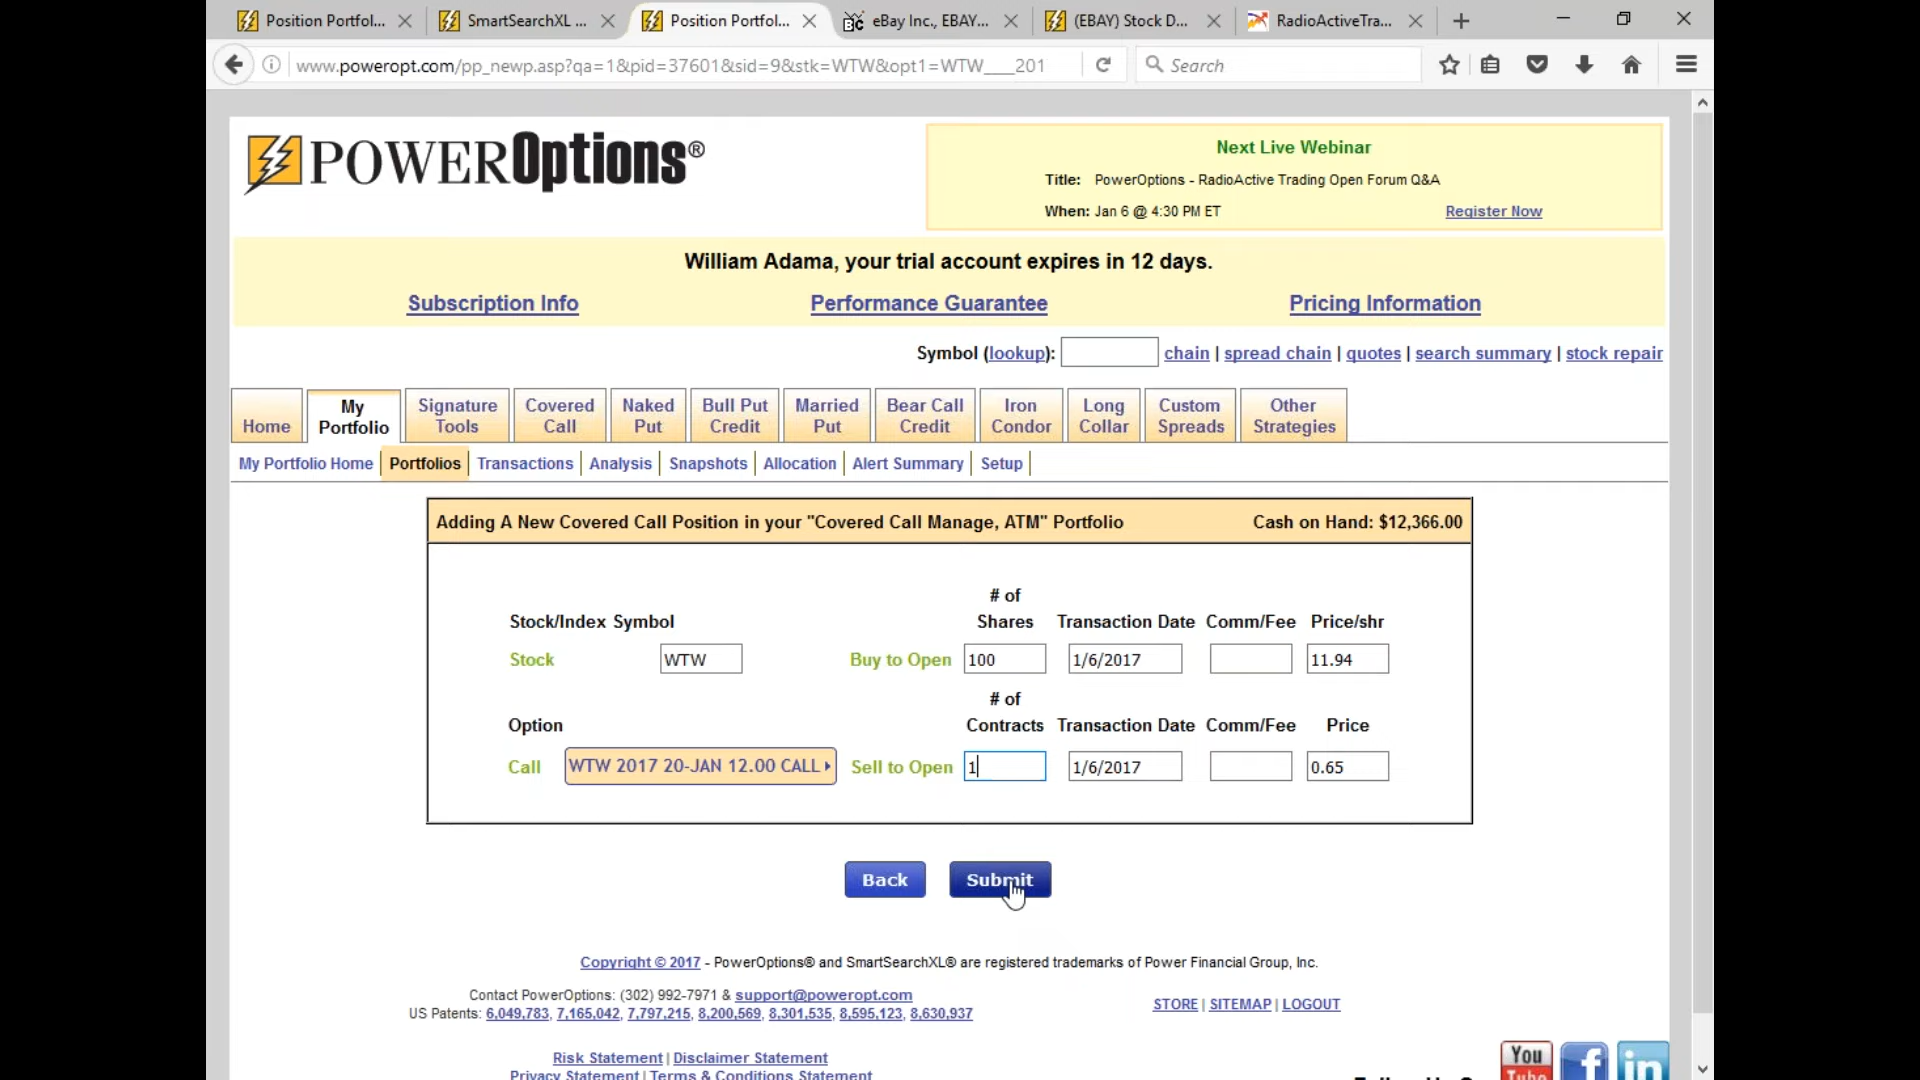 Position Portfol...
SmartSearchXL ...
Position Portfol...
eBay Inc., EBAY...
(EBAY) Stock D...
RadioActiveTra...
www.poweropt.com/pp_newp.asp?qa=1&pid=37601&sid=9&stk=WTW&opt1=WTW___201
Search
POWEROptions®
Next Live Webinar
Title: PowerOptions - RadioActive Trading Open Forum Q&A
When: Jan 6 @ 4:30 PM ET
Register Now
William Adama, your trial account expires in 12 days.
Subscription Info
Performance Guarantee
Pricing Information
Symbol (lookup): chain | spread chain | quotes | search summary | stock repair
Home
My Portfolio
Signature Tools
Covered Call
Naked Put
Bull Put Credit
Married Put
Bear Call Credit
Iron Condor
Long Collar
Custom Spreads
Other Strategies
My Portfolio Home | Portfolios | Transactions | Analysis | Snapshots | Allocation | Alert Summary | Setup |
Adding A New Covered Call Position in your "Covered Call Manage, ATM" Portfolio Cash on Hand: $12,366.00
# of
Stock/Index Symbol Shares Transaction Date Comm/Fee Price/shr
Stock WTW Buy to Open 100 1/6/2017 11.94
# of
Option Contracts Transaction Date Comm/Fee Price
Call WTW 2017 20-JAN 12.00 CALL Sell to Open 1 1/6/2017 0.65
Back
Submit
Copyright © 2017 - PowerOptions® and SmartSearchXL® are registered trademarks of Power Financial Group, Inc.
Contact PowerOptions: (302) 992-7971 & support@poweropt.com
US Patents: 6,049,783, 7,165,042, 7,797,215, 8,200,569, 8,301,535, 8,595,123, 8,630,937
STORE | SITEMAP | LOGOUT
Risk Statement | Disclaimer Statement
Privacy Statement | Terms & Conditions Statement
You
Tube
f
in